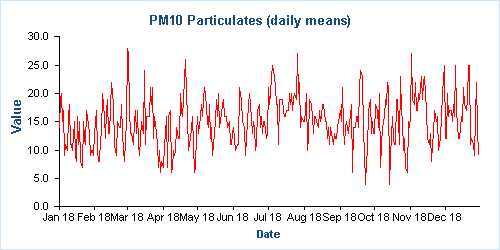 PM10 Particulates (daily means)
30.0
25.0
20.0
15.0
10.0
5.0
0.0
Value
Jan 18 Feb 18 Mar 18 Apr 18 May 18 Jun 18 Jul 18 Aug 18 Sep 18 Oct 18 Nov 18 Dec 18
Date